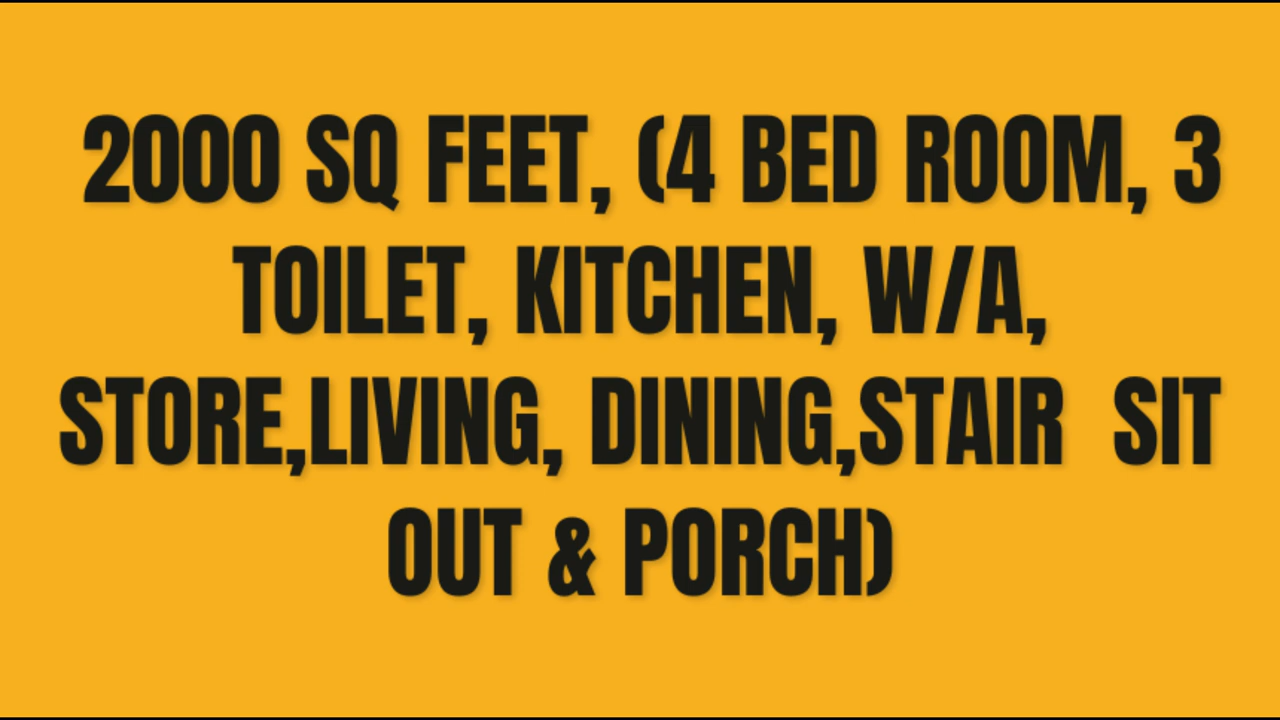 2000 SQ FEET, (4 BED ROOM, 3
TOILET, KITCHEN, W/A,
STORE,LIVING, DINING,STAIR  SIT
OUT & PORCH)